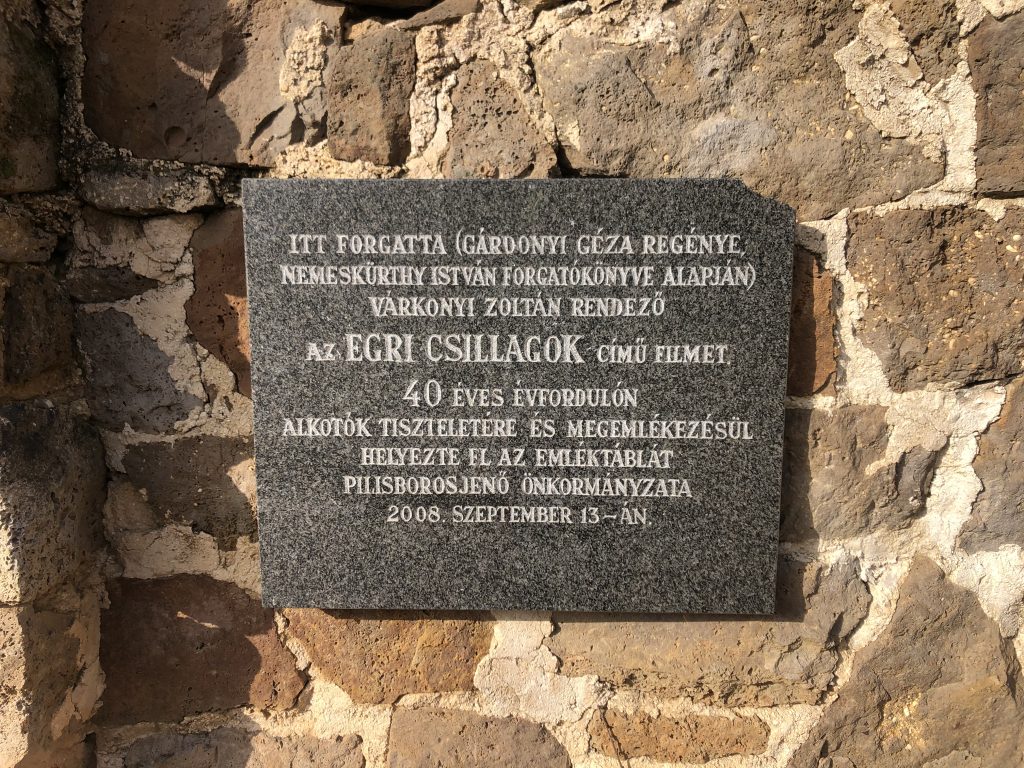 ITT FORGATTA (GÁRDONYI GÉZA REGÉNYE,
NEMESKÜRTHY ISTVÁN FORGATÓKÖNYVE ALAPJÁN)
VÁRKONYI ZOLTÁN RENDEZŐ
AZ EGRI CSILLAGOK CÍMŰ FILMET.
40 ÉVES ÉVFORDULÓN
ALKOTÓK TISZTELETÉRE ÉS MEGEMLÉKEZÉSÜL
HELYEZTE EL AZ EMLÉKTÁBLÁT
PILISBOROSJENŐ ÖNKORMÁNYZATA
2008. SZEPTEMBER 13-ÁN.